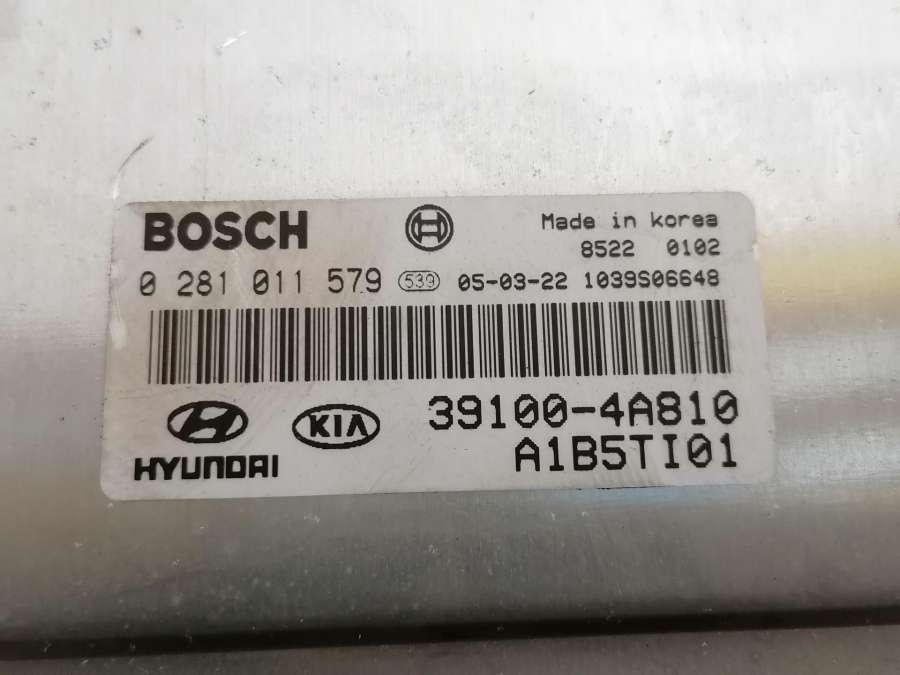 BOSCH
Made in korea
8522 0102
0 281 011 579 539 05-03-22 1039S06648
HYUNDAI
KIA
39100-4A810
A1B5TI01